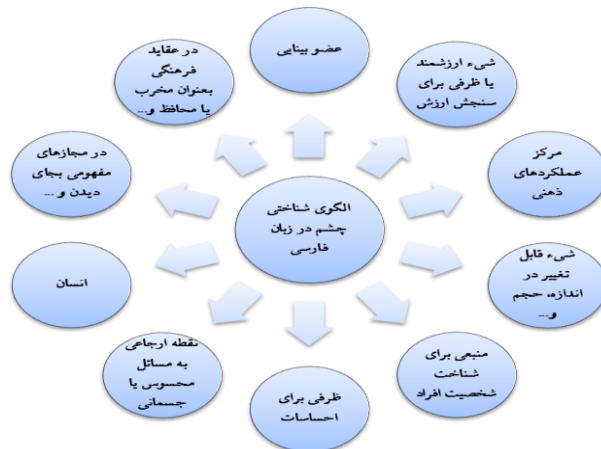 عضو بینایی
شیء ارزشمند
یا ظرفی برای
سنجش ارزش
مرکز
عملکردهای
ذهنی
شیء قابل
تغییر در
اندازه، حجم
و...
منبعی برای
شناخت
شخصیت افراد
ظرفی برای
احساسات
نقطه ارجاعی
به مسائل
محسوس یا
جسمانی
انسان
در مجازهای
مفهومی بجای
دیدن و ...
در عقاید
فرهنگی
بعنوان مخرب
یا محافظ و...
الگوی شناختی
چشم در زبان
فارسی